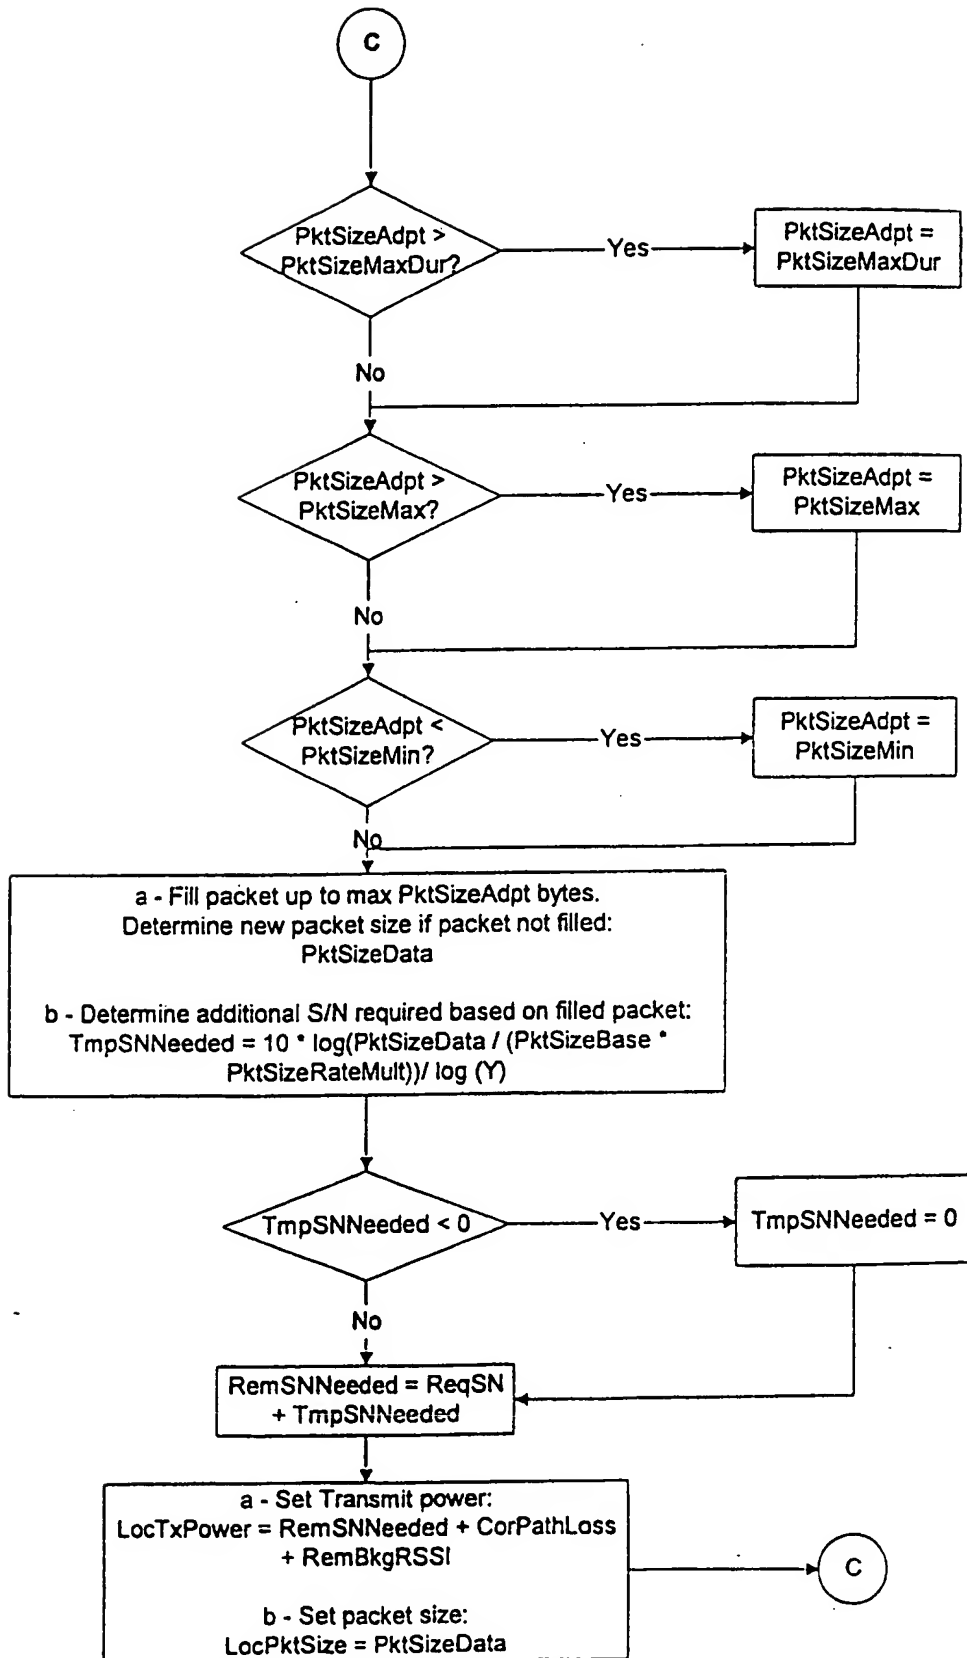 C
PktSizeAdpt >
PktSizeMaxDur?
Yes
PktSizeAdpt =
PktSizeMaxDur
No
PktSizeAdpt >
PktSizeMax?
Yes
PktSizeAdpt =
PktSizeMax
No
PktSizeAdpt <
PktSizeMin?
Yes
PktSizeAdpt =
PktSizeMin
No
a - Fill packet up to max PktSizeAdpt bytes.
Determine new packet size if packet not filled:
PktSizeData
b - Determine additional S/N required based on filled packet:
TmpSNNeeded = 10 * log(PktSizeData / (PktSizeBase *
PktSizeRateMult))/ log (Y)
TmpSNNeeded < 0
Yes
TmpSNNeeded = 0
No
RemSNNeeded = ReqSN
+ TmpSNNeeded
a - Set Transmit power:
LocTxPower = RemSNNeeded + CorPathLoss
+ RemBkgRSSI
b - Set packet size:
LocPktSize = PktSizeData
C